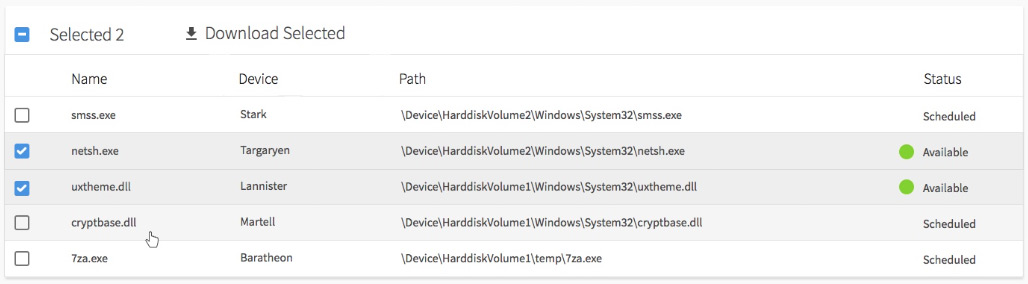 Selected 2 Download Selected
Name Device Path Status
smss.exe Stark \Device\HarddiskVolume2\Windows\System32\smss.exe Scheduled
netsh.exe Targaryen \Device\HarddiskVolume2\Windows\System32\netsh.exe Available
uxtheme.dll Lannister \Device\HarddiskVolume1\Windows\System32\uxtheme.dll Available
cryptbase.dll Martell \Device\HarddiskVolume1\Windows\System32\cryptbase.dll Scheduled
7za.exe Baratheon \Device\HarddiskVolume1\temp\7za.exe Scheduled